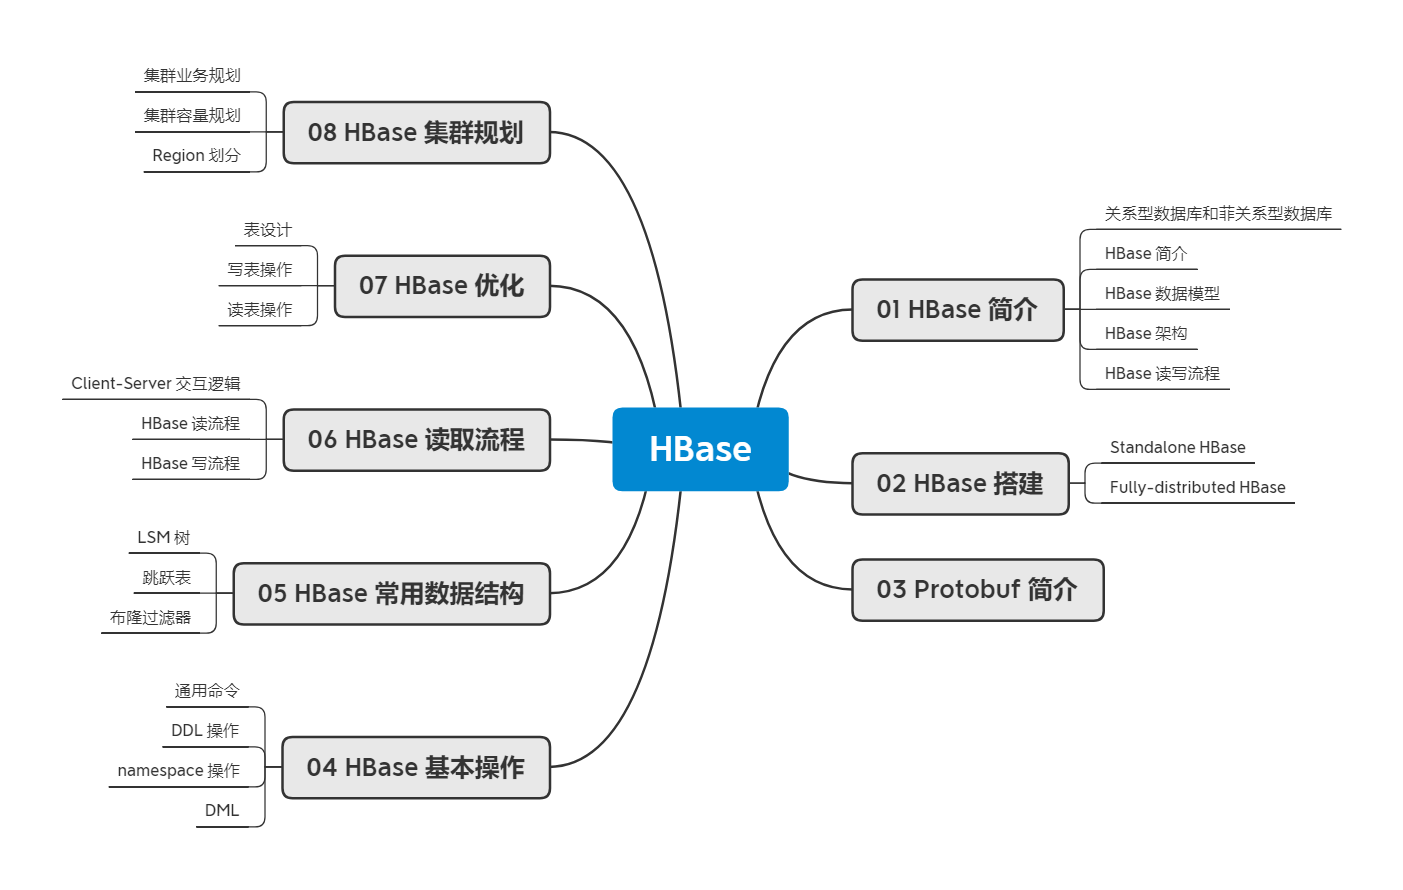 HBase
01 HBase 简介
关系型数据库和菲关系型数据库
HBase 简介
HBase 数据模型
HBase 架构
HBase 读写流程
02 HBase 搭建
Standalone HBase
Fully-distributed HBase
03 Protobuf 简介
04 HBase 基本操作
通用命令
DDL 操作
namespace 操作
DML
05 HBase 常用数据结构
LSM 树
跳跃表
布隆过滤器
06 HBase 读取流程
Client-Server 交互逻辑
HBase 读流程
HBase 写流程
07 HBase 优化
表设计
写表操作
读表操作
08 HBase 集群规划
集群业务规划
集群容量规划
Region 划分